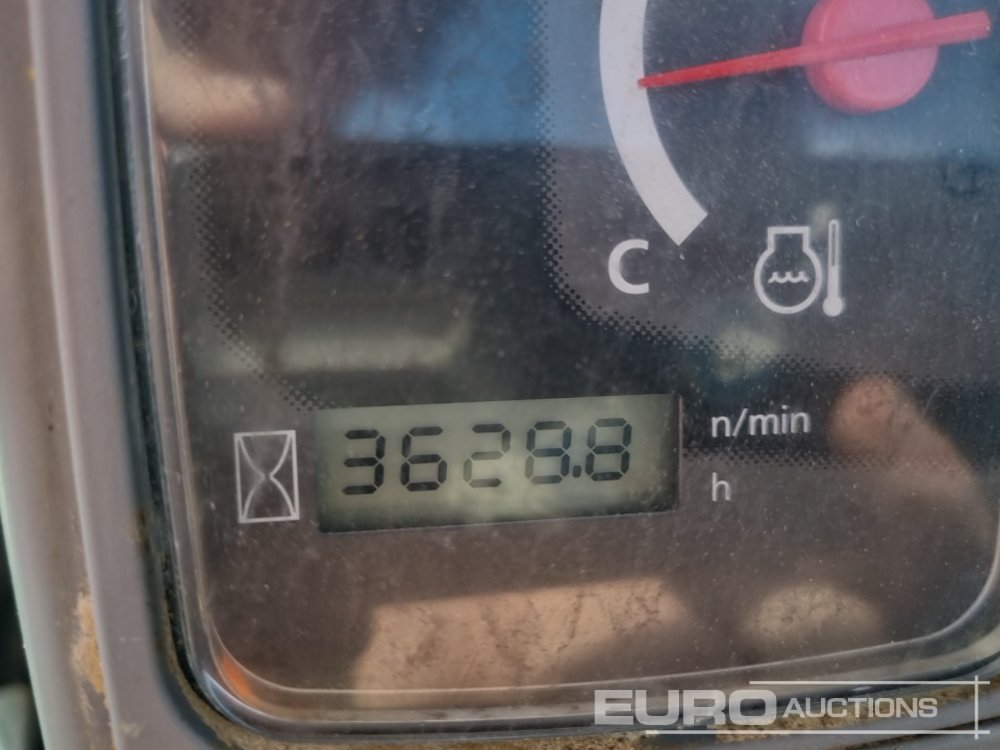 C
3628.8
n/min
h
EURO AUCTIONS